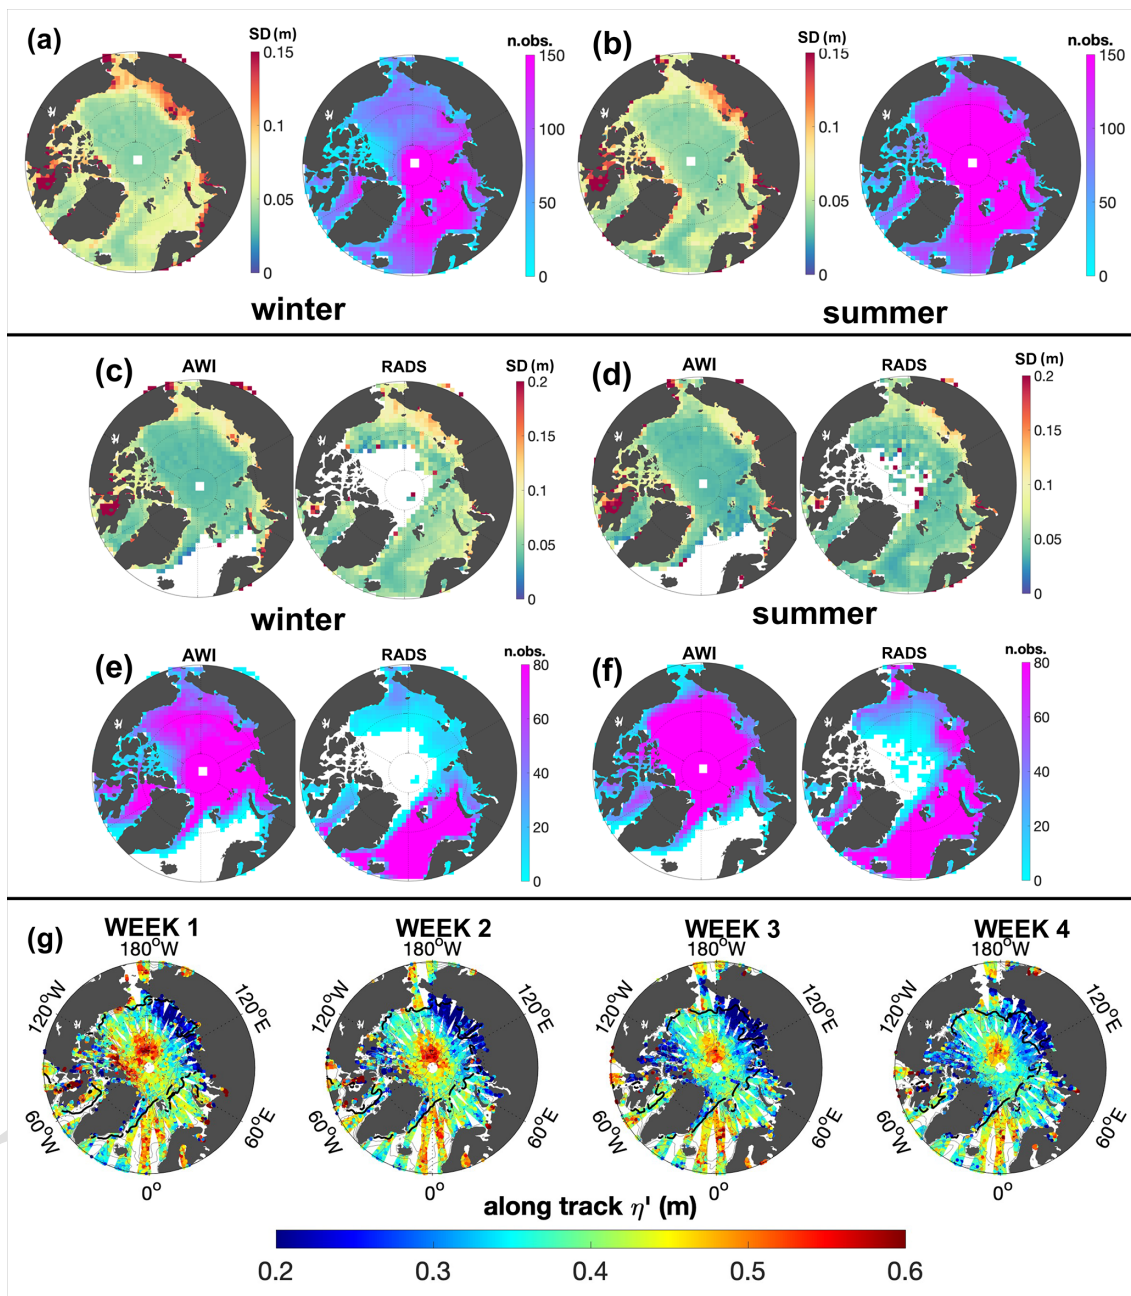 (a)
SD (m)
0.15
0.1
0.05
0
n.obs.
150
100
50
0
winter
(b)
SD (m)
0.15
0.1
0.05
0
n.obs.
150
100
50
0
summer
(c)
AWI
RADS
SD (m)
0.2
0.15
0.1
0.05
0
winter
(d)
AWI
RADS
SD (m)
0.2
0.15
0.1
0.05
0
summer
(e)
AWI
RADS
n.obs.
80
60
40
20
0
(f)
AWI
RADS
n.obs.
80
60
40
20
0
(g)
WEEK 1
180°W
120°W
120°E
60°W
60°E
0°
WEEK 2
180°W
120°W
120°E
60°W
60°E
0°
WEEK 3
180°W
120°W
120°E
60°W
60°E
0°
WEEK 4
180°W
120°W
120°E
60°W
60°E
0°
along track η' (m)
0.2 0.3 0.4 0.5 0.6